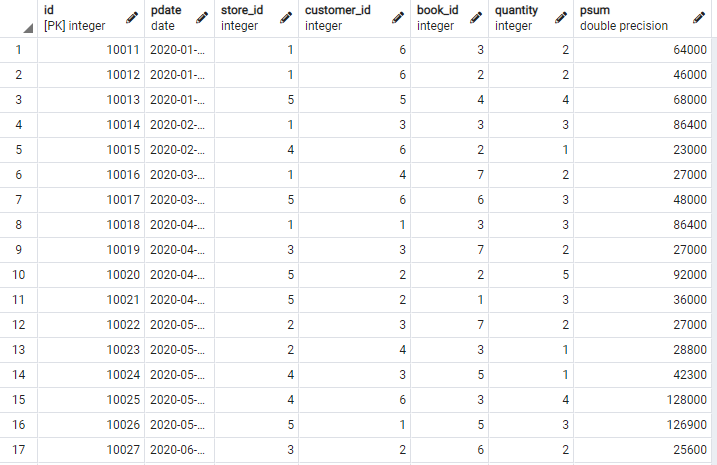 id pdate store_id customer_id book_id quantity psum
[PK] integer date integer integer integer integer double precision
1 10011 2020-01-... 1 6 3 2 64000
2 10012 2020-01-... 1 6 2 2 46000
3 10013 2020-01-... 5 5 4 4 68000
4 10014 2020-02-... 1 3 3 3 86400
5 10015 2020-02-... 4 6 2 1 23000
6 10016 2020-03-... 1 4 7 2 27000
7 10017 2020-03-... 5 6 6 3 48000
8 10018 2020-04-... 1 1 3 3 86400
9 10019 2020-04-... 3 3 7 2 27000
10 10020 2020-04-... 5 2 2 5 92000
11 10021 2020-04-... 5 2 1 3 36000
12 10022 2020-05-... 2 3 7 2 27000
13 10023 2020-05-... 2 4 3 1 28800
14 10024 2020-05-... 4 3 5 1 42300
15 10025 2020-05-... 4 6 3 4 128000
16 10026 2020-05-... 5 1 5 3 126900
17 10027 2020-06-... 3 2 6 2 25600